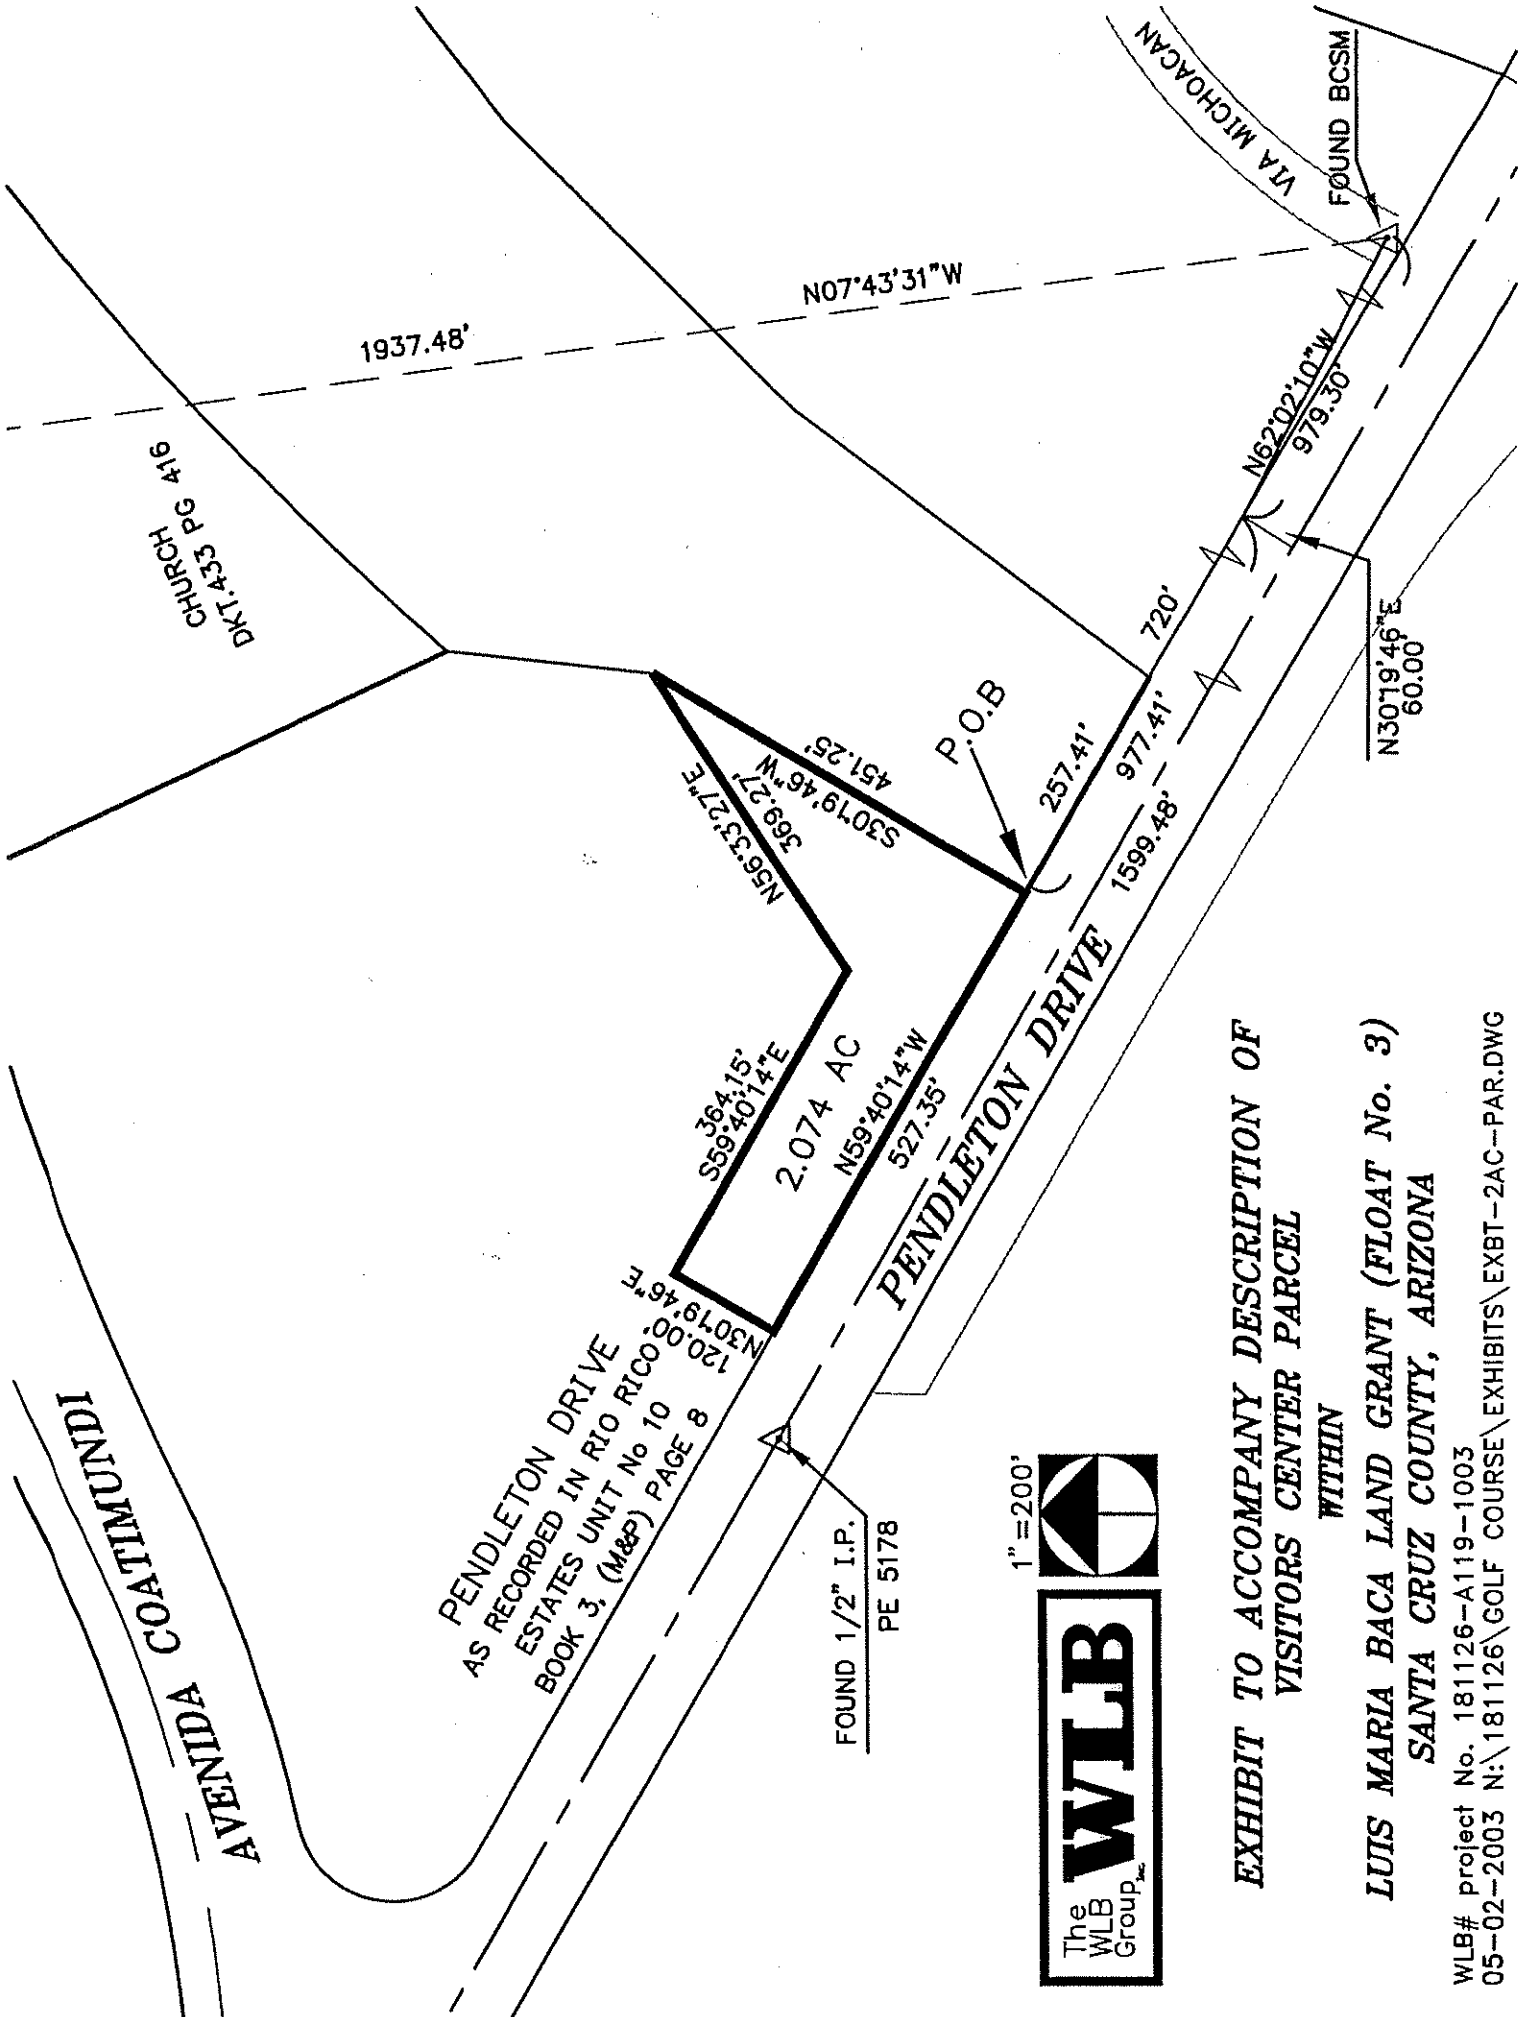 AVENIDA COATIMUNDI
CHURCH
DKT.433 PG 416
1937.48'
N07°43'31"W
VIA MICHOACAN
FOUND BCSM
N62°02'10"W
979.30'
720'
N30°19'46"E
60.00'
257.41'
977.41'
1599.48'
P.O.B
S30°19'46"W
451.25'
N56°33'27"E
369.27'
364.15'
S59°40'14"E
2.074 AC
N59°40'14"W
527.35'
N30°19'46"E
120.00'
PENDLETON DRIVE
PENDLETON DRIVE
AS RECORDED IN RIO RICO
ESTATES UNIT No 10
BOOK 3, (M&P) PAGE 8
FOUND 1/2" I.P.
PE 5178
1"=200'
The
WLB
Group Inc.
WLB
EXHIBIT TO ACCOMPANY DESCRIPTION OF
VISITORS CENTER PARCEL
WITHIN
LUIS MARIA BACA LAND GRANT (FLOAT No. 3)
SANTA CRUZ COUNTY, ARIZONA
WLB# project No. 181126-A119-1003
05-02-2003 N:\181126\GOLF COURSE\EXHIBITS\EXBT-2AC-PAR.DWG